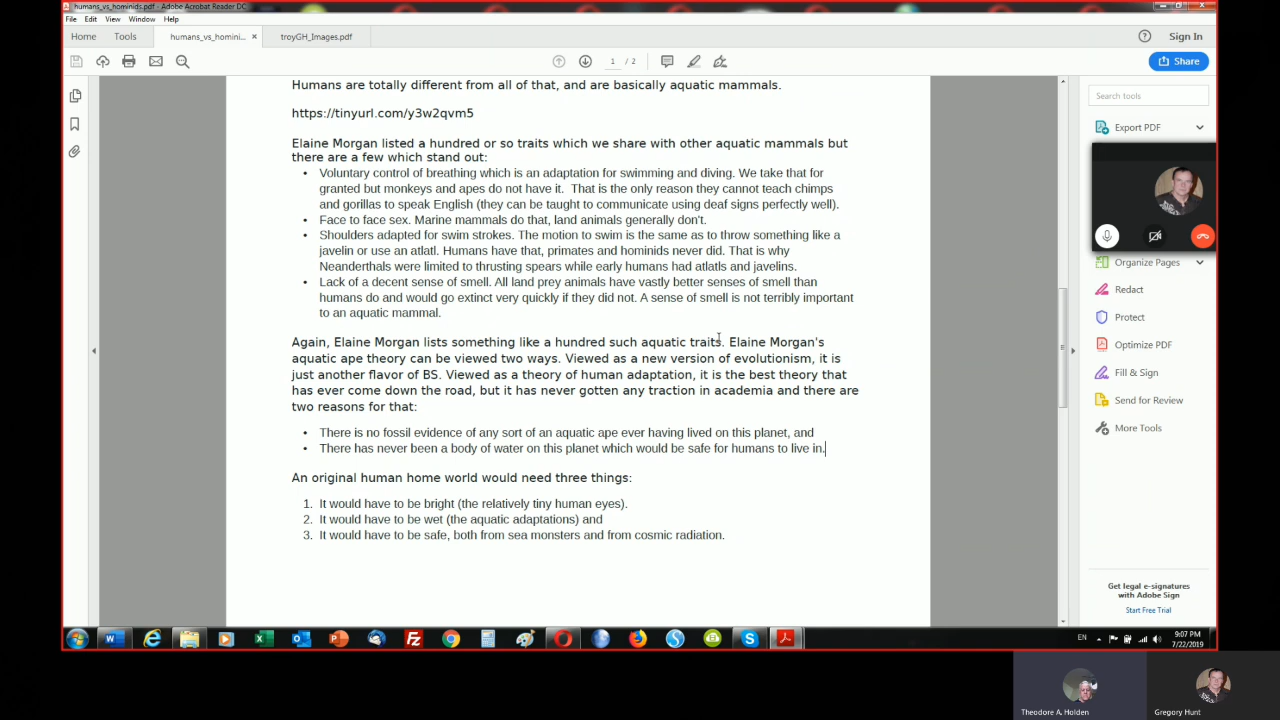 humans_vs_hominids.pdf - Adobe Acrobat Reader DC
File Edit View Window Help
Home Tools humans_vs_homini... × troyGH_Images.pdf Sign In
1 / 2 Share
Humans are totally different from all of that, and are basically aquatic mammals.
https://tinyurl.com/y3w2qvm5
Elaine Morgan listed a hundred or so traits which we share with other aquatic mammals but
there are a few which stand out:
• Voluntary control of breathing which is an adaptation for swimming and diving. We take that for
granted but monkeys and apes do not have it. That is the only reason they cannot teach chimps
and gorillas to speak English (they can be taught to communicate using deaf signs perfectly well).
• Face to face sex. Marine mammals do that, land animals generally don't.
• Shoulders adapted for swim strokes. The motion to swim is the same as to throw something like a
javelin or use an atlatl. Humans have that, primates and hominids never did. That is why
Neanderthals were limited to thrusting spears while early humans had atlatls and javelins.
• Lack of a decent sense of smell. All land prey animals have vastly better senses of smell than
humans do and would go extinct very quickly if they did not. A sense of smell is not terribly important
to an aquatic mammal.
Again, Elaine Morgan lists something like a hundred such aquatic traits. Elaine Morgan's
aquatic ape theory can be viewed two ways. Viewed as a new version of evolutionism, it is
just another flavor of BS. Viewed as a theory of human adaptation, it is the best theory that
has ever come down the road, but it has never gotten any traction in academia and there are
two reasons for that:
• There is no fossil evidence of any sort of an aquatic ape ever having lived on this planet, and
• There has never been a body of water on this planet which would be safe for humans to live in.
An original human home world would need three things:
1. It would have to be bright (the relatively tiny human eyes).
2. It would have to be wet (the aquatic adaptations) and
3. It would have to be safe, both from sea monsters and from cosmic radiation.
Search tools
Export PDF
Organize Pages
Redact
Protect
Optimize PDF
Fill & Sign
Send for Review
More Tools
Get legal e-signatures
with Adobe Sign
Start Free Trial
EN 9:07 PM
7/22/2019
Theodore A. Holden Gregory Hunt